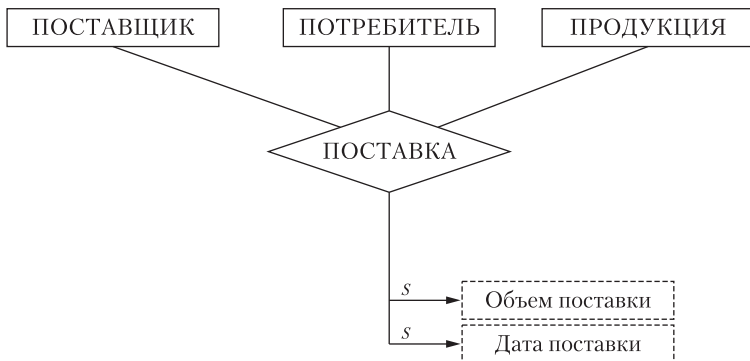 ПОСТАВЩИК ПОТРЕБИТЕЛЬ ПРОДУКЦИЯ
ПОСТАВКА
s Объем поставки
s Дата поставки